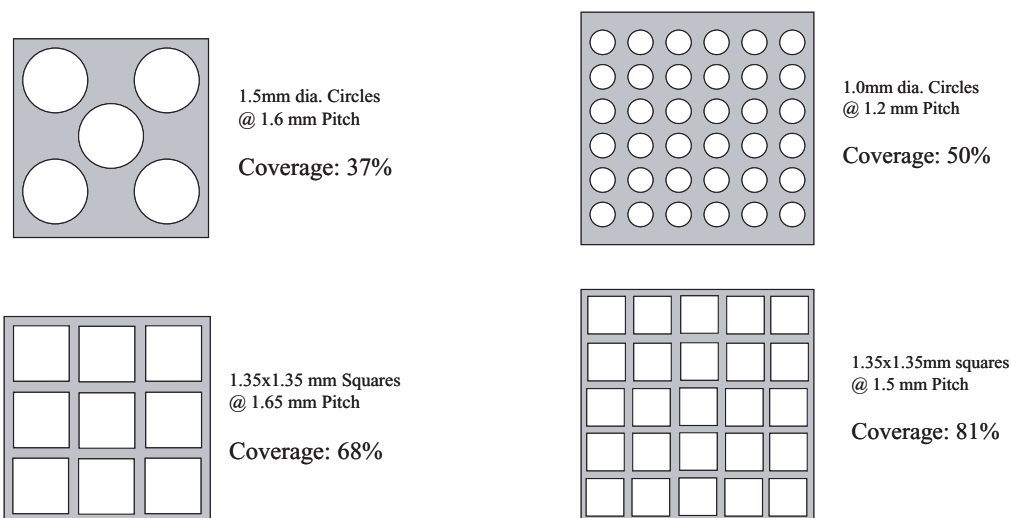 1.5mm dia. Circles
@ 1.6 mm Pitch
Coverage: 37%
1.0mm dia. Circles
@ 1.2 mm Pitch
Coverage: 50%
1.35x1.35 mm Squares
@ 1.65 mm Pitch
Coverage: 68%
1.35x1.35mm squares
@ 1.5 mm Pitch
Coverage: 81%